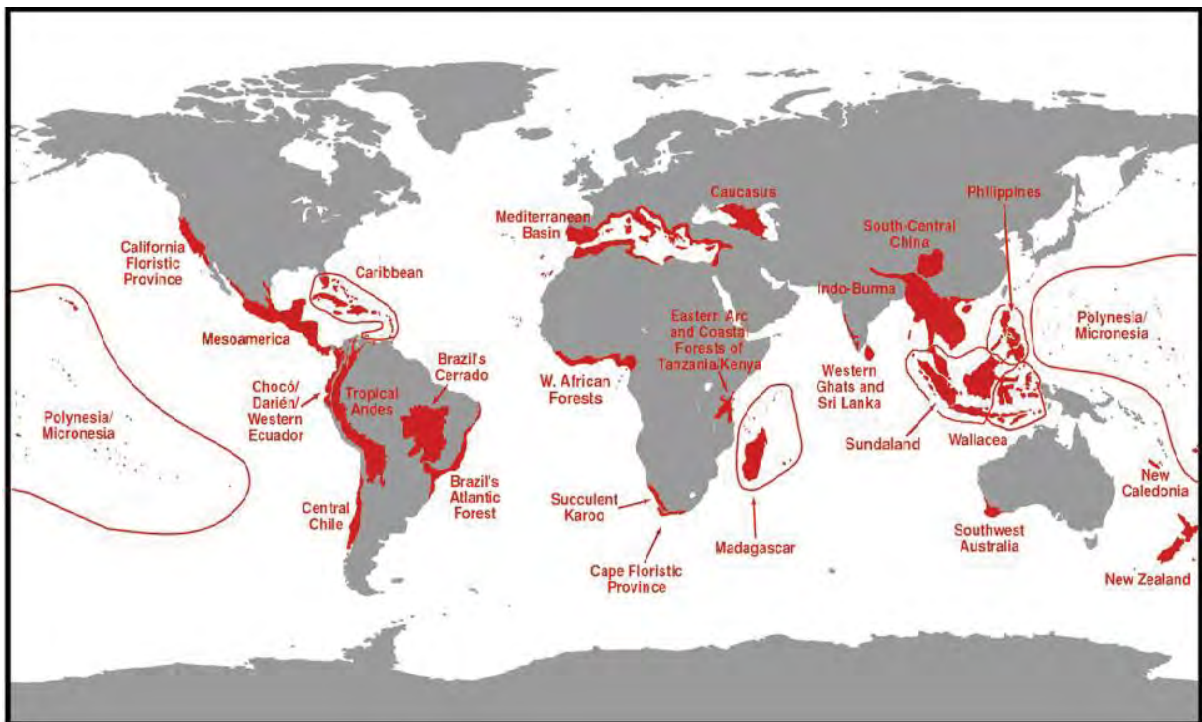 California
Floristic
Province
Caribbean
Mesoamerica
Polynesia/
Micronesia
Chocó/
Darién/
Western
Ecuador
Tropical
Andes
Brazil's
Cerrado
Brazil's
Atlantic
Forest
Central
Chile
Mediterranean
Basin
Caucasus
W. African
Forests
Eastern Arc
and Coastal
Forests of
Tanzania/Kenya
Succulent
Karoo
Cape Floristic
Province
Madagascar
South-Central
China
Indo-Burma
Philippines
Western
Ghats and
Sri Lanka
Sundaland
Wallacea
Polynesia/
Micronesia
New
Caledonia
Southwest
Australia
New Zealand